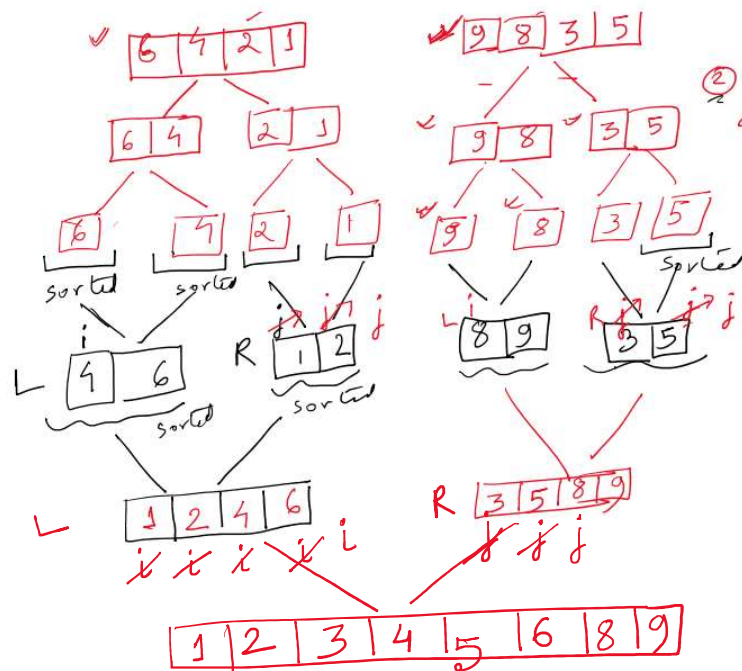 6 4 2 1 9 8 3 5
2
6 4 2 1 9 8 3 5
6 4 2 1 9 8 3 5
sorted sorted sorted
i j j j L i R j j j
L 4 6 R 1 2 8 9 3 5
sorted sorted
L 1 2 4 6 R 3 5 8 9
i i i i i j j j
1 2 3 4 5 6 8 9